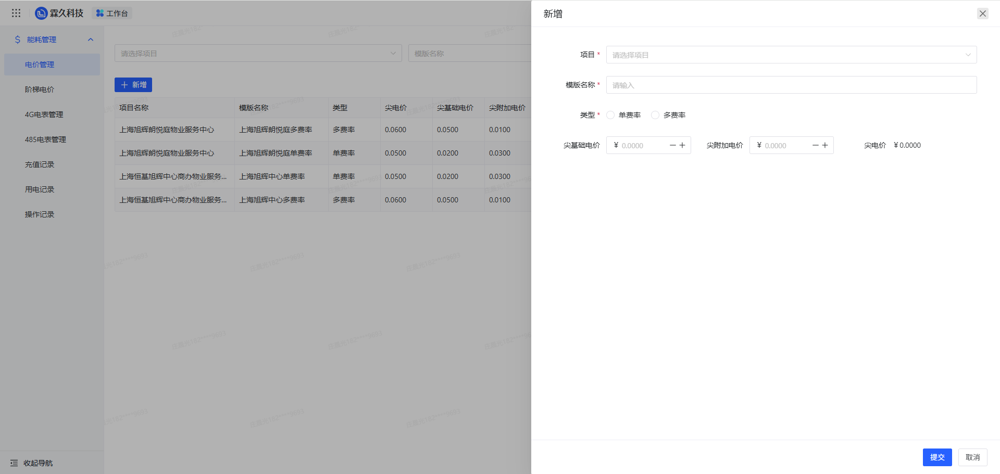 霖久科技
工作台
能耗管理
电价管理
阶梯电价
4G电表管理
485电表管理
充值记录
用电记录
操作记录
收起导航
请选择项目
模版名称
新增
项目名称 模版名称 类型 尖电价 尖基础电价 尖附加电价
上海旭辉朗悦庭物业服务中心 上海旭辉朗悦庭多费率 多费率 0.0600 0.0500 0.0100
上海旭辉朗悦庭物业服务中心 上海旭辉朗悦庭单费率 单费率 0.0500 0.0200 0.0300
上海恒基旭辉中心商办物业服务... 上海旭辉中心单费率 单费率 0.0500 0.0200 0.0300
上海恒基旭辉中心商办物业服务... 上海旭辉中心多费率 多费率 0.0600 0.0500 0.0100
新增
项目 * 请选择项目
模版名称 * 请输入
类型 * 单费率 多费率
尖基础电价 ¥ 0.0000 尖附加电价 ¥ 0.0000 尖电价 ¥0.0000
提交 取消